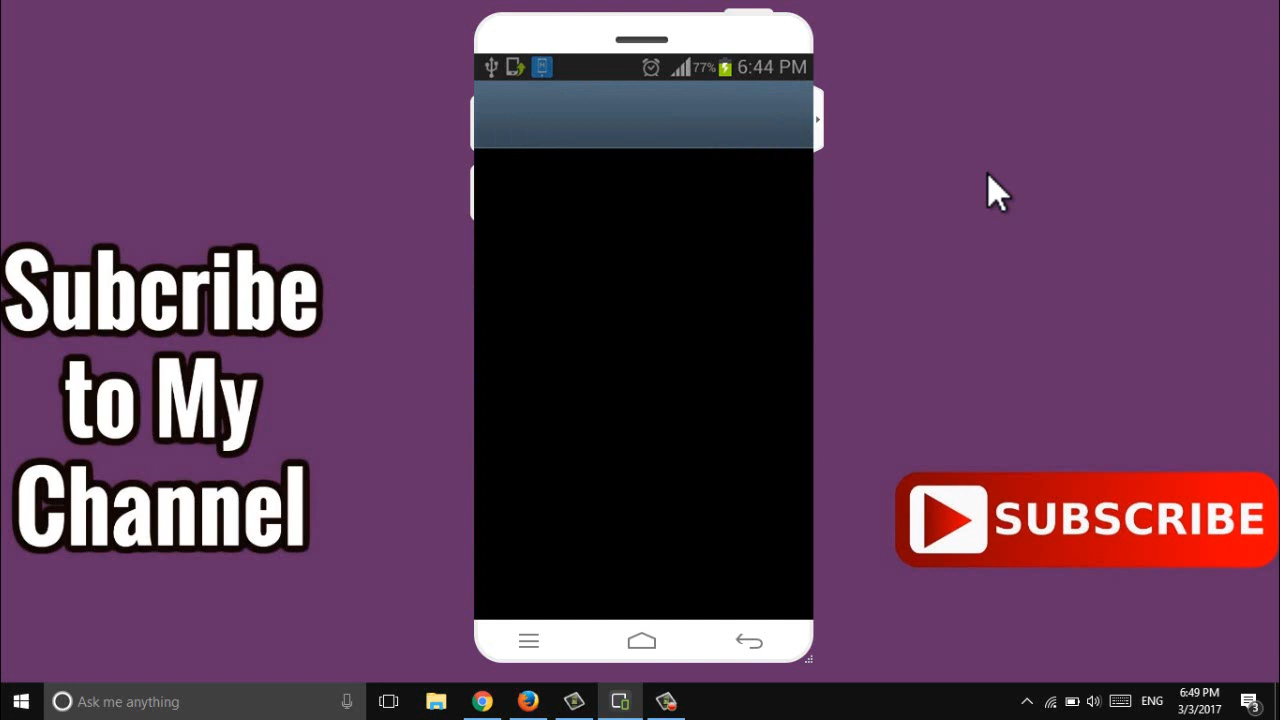 77%
6:44 PM
Subcribe
to My
Channel
SUBSCRIBE
Ask me anything
ENG
6:49 PM
3/3/2017
3